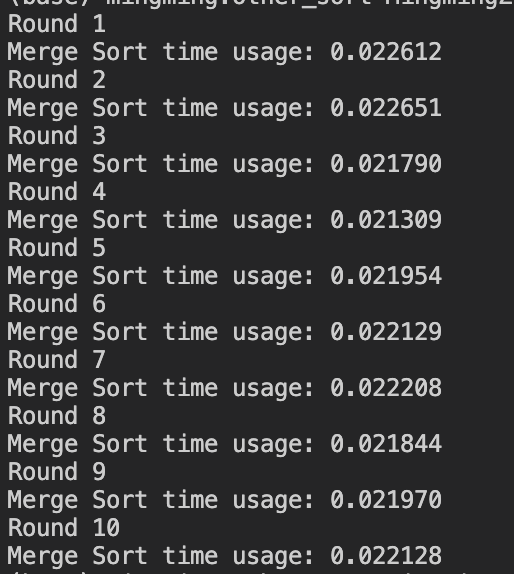 Round 1
Merge Sort time usage: 0.022612
Round 2
Merge Sort time usage: 0.022651
Round 3
Merge Sort time usage: 0.021790
Round 4
Merge Sort time usage: 0.021309
Round 5
Merge Sort time usage: 0.021954
Round 6
Merge Sort time usage: 0.022129
Round 7
Merge Sort time usage: 0.022208
Round 8
Merge Sort time usage: 0.021844
Round 9
Merge Sort time usage: 0.021970
Round 10
Merge Sort time usage: 0.022128